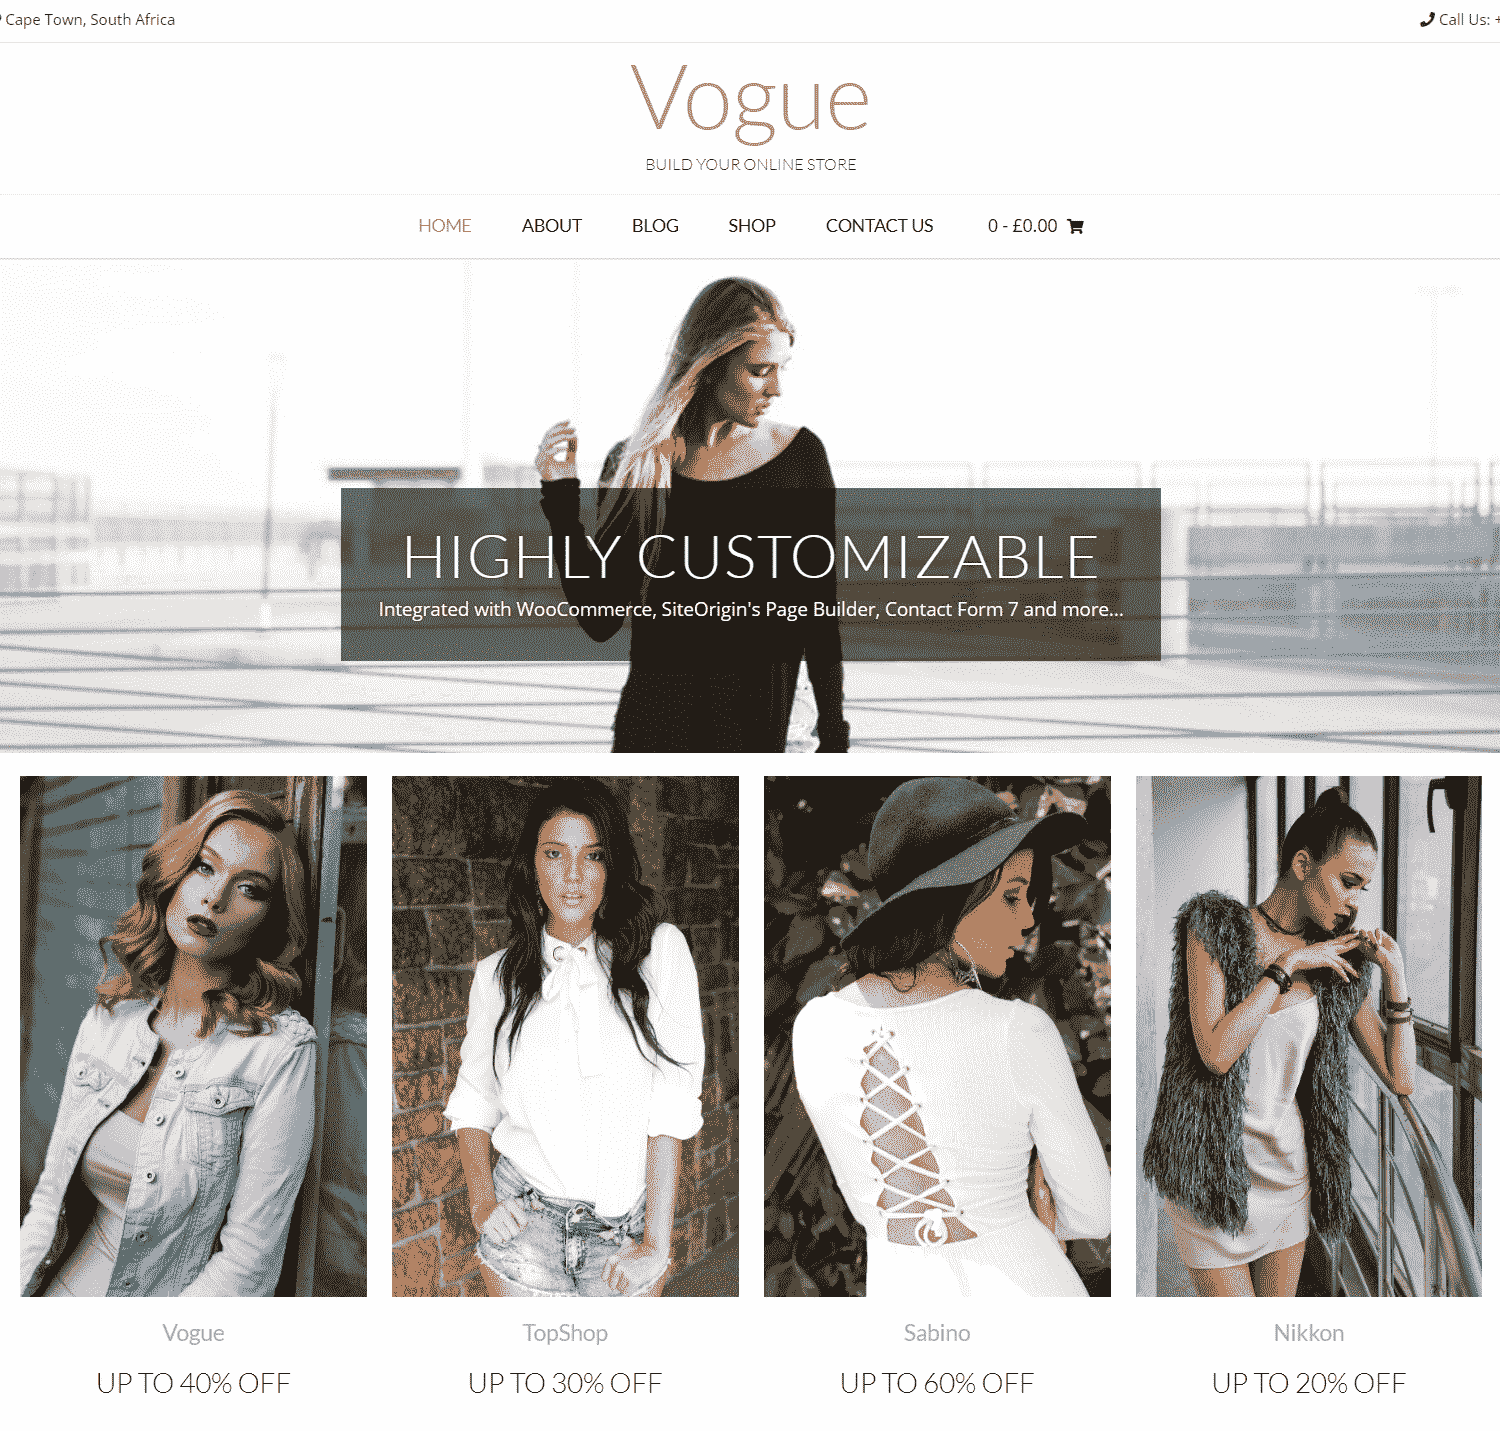 Cape Town, South Africa
Call Us: +
Vogue
BUILD YOUR ONLINE STORE
HOME ABOUT BLOG SHOP CONTACT US 0 - £0.00
HIGHLY CUSTOMIZABLE
Integrated with WooCommerce, SiteOrigin's Page Builder, Contact Form 7 and more...
Vogue TopShop Sabino Nikkon
UP TO 40% OFF UP TO 30% OFF UP TO 60% OFF UP TO 20% OFF